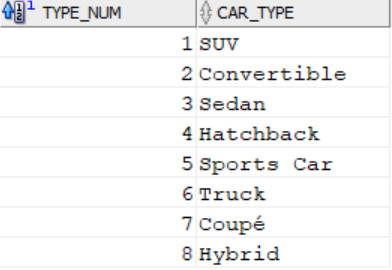 1 TYPE_NUM CAR_TYPE
1 SUV
2 Convertible
3 Sedan
4 Hatchback
5 Sports Car
6 Truck
7 Coupé
8 Hybrid